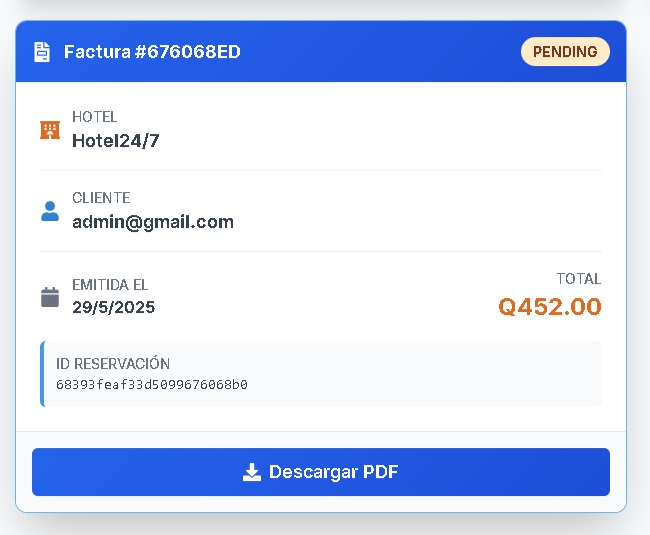 Factura #676068ED
PENDING
HOTEL
Hotel24/7
CLIENTE
admin@gmail.com
EMITIDA EL
29/5/2025
TOTAL
Q452.00
ID RESERVACIÓN
68393feaf33d5099676068b0
Descargar PDF